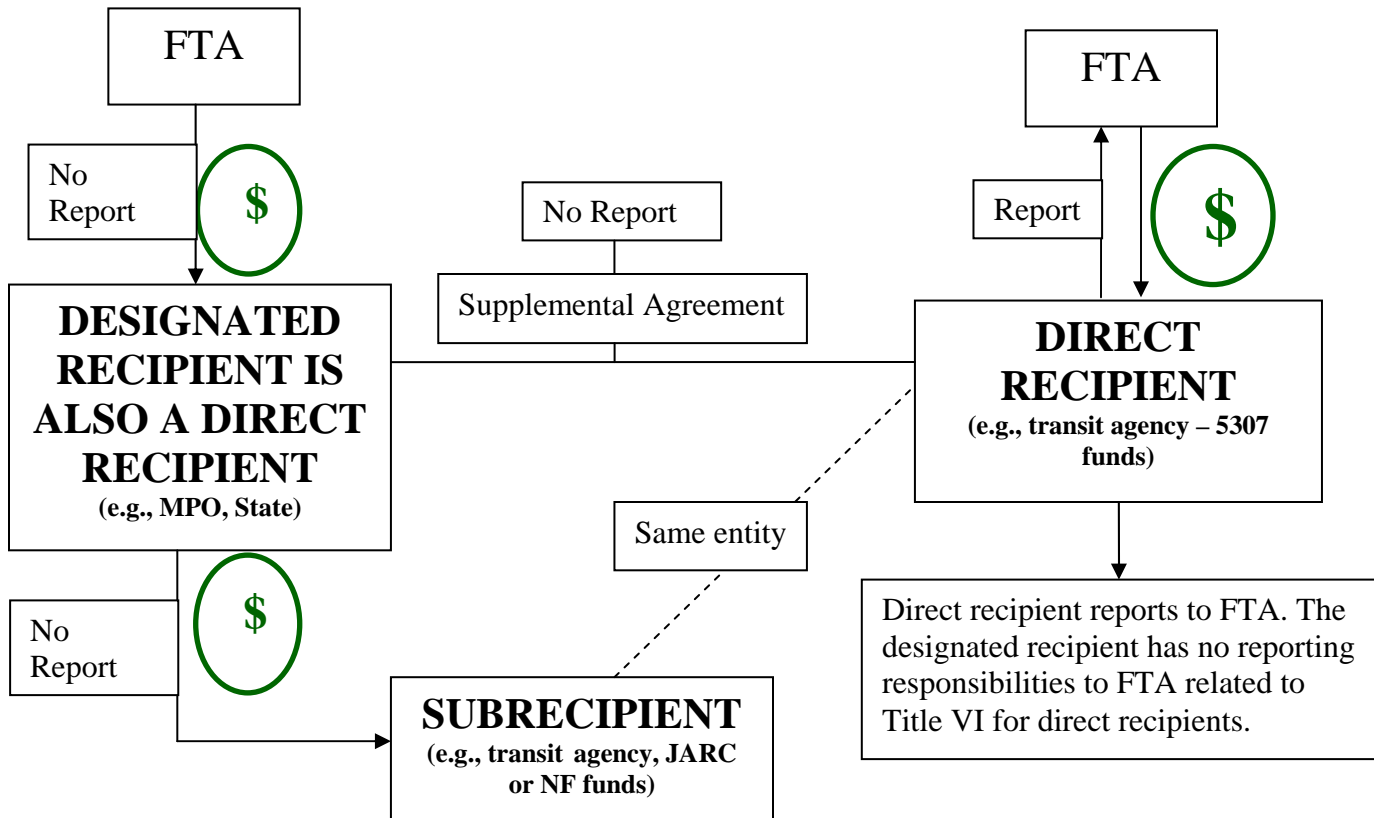 FTA
No
Report
$
DESIGNATED
RECIPIENT IS
ALSO A DIRECT
RECIPIENT
(e.g., MPO, State)
No
Report
$
No Report
Supplemental Agreement
Same entity
SUBRECIPIENT
(e.g., transit agency, JARC
or NF funds)
FTA
Report
$
DIRECT
RECIPIENT
(e.g., transit agency – 5307
funds)
Direct recipient reports to FTA. The
designated recipient has no reporting
responsibilities to FTA related to
Title VI for direct recipients.